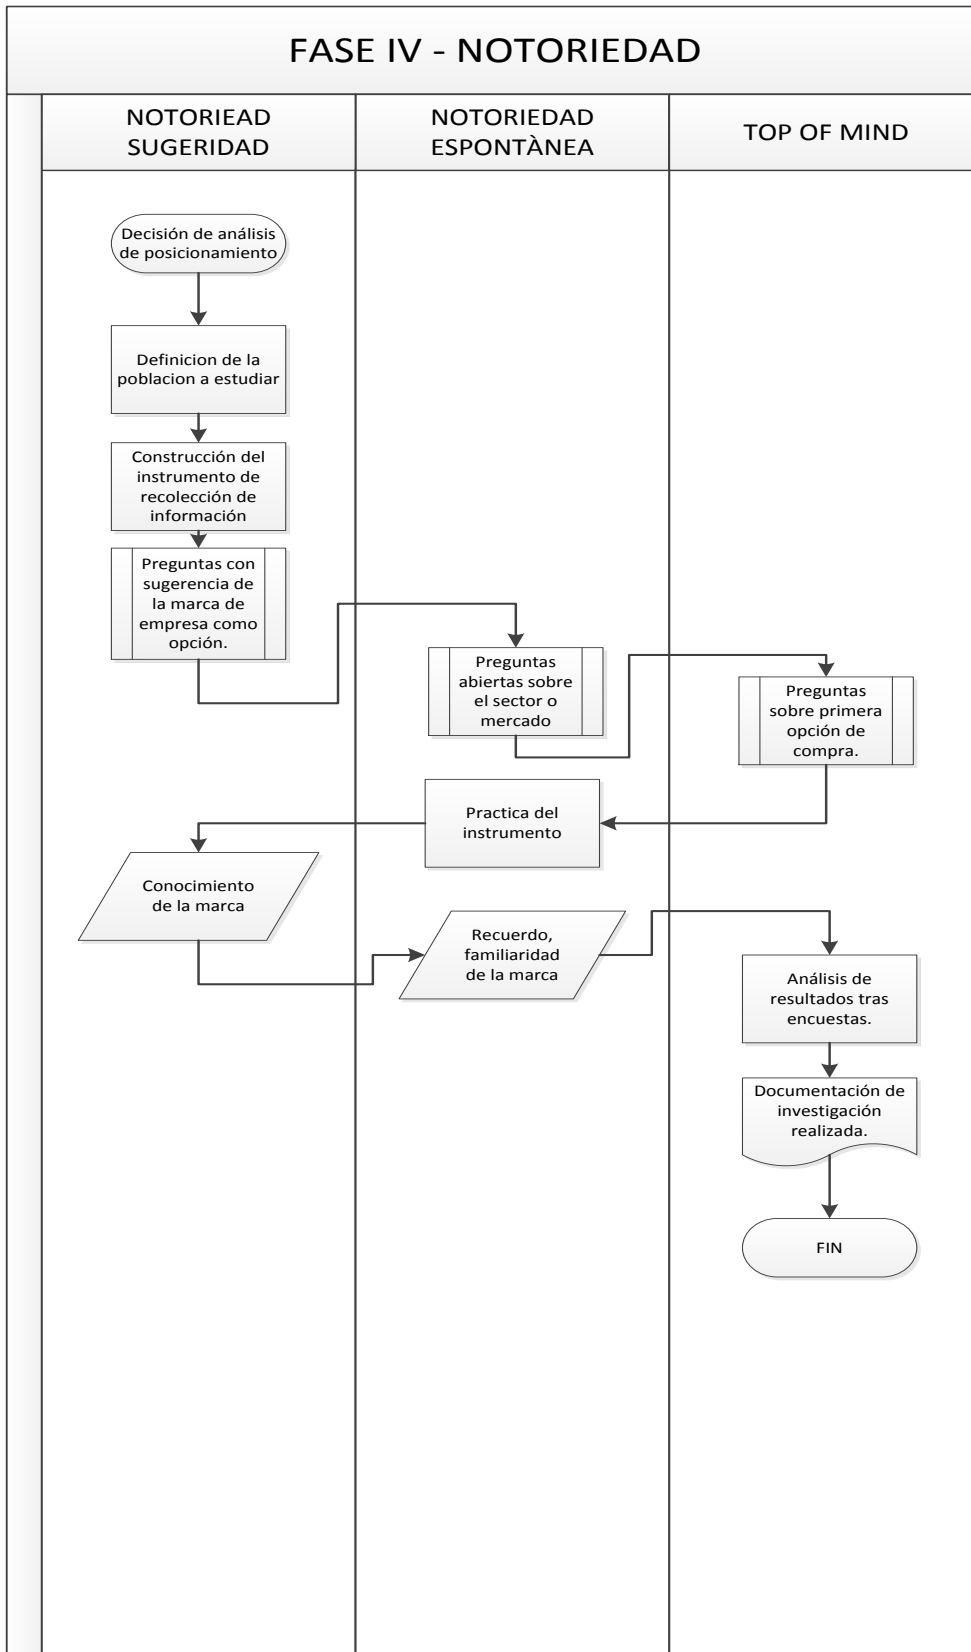 FASE IV - NOTORIEDAD
NOTORIEAD
SUGERIDAD
NOTORIEDAD
ESPONTÀNEA
TOP OF MIND
Decisión de análisis
de posicionamiento
Definicion de la
poblacion a estudiar
Construcción del
instrumento de
recolección de
información
Preguntas con
sugerencia de
la marca de
empresa como
opción.
Preguntas
abiertas sobre
el sector o
mercado
Preguntas
sobre primera
opción de
compra.
Practica del
instrumento
Conocimiento
de la marca
Recuerdo,
familiaridad
de la marca
Análisis de
resultados tras
encuestas.
Documentación de
investigación
realizada.
FIN